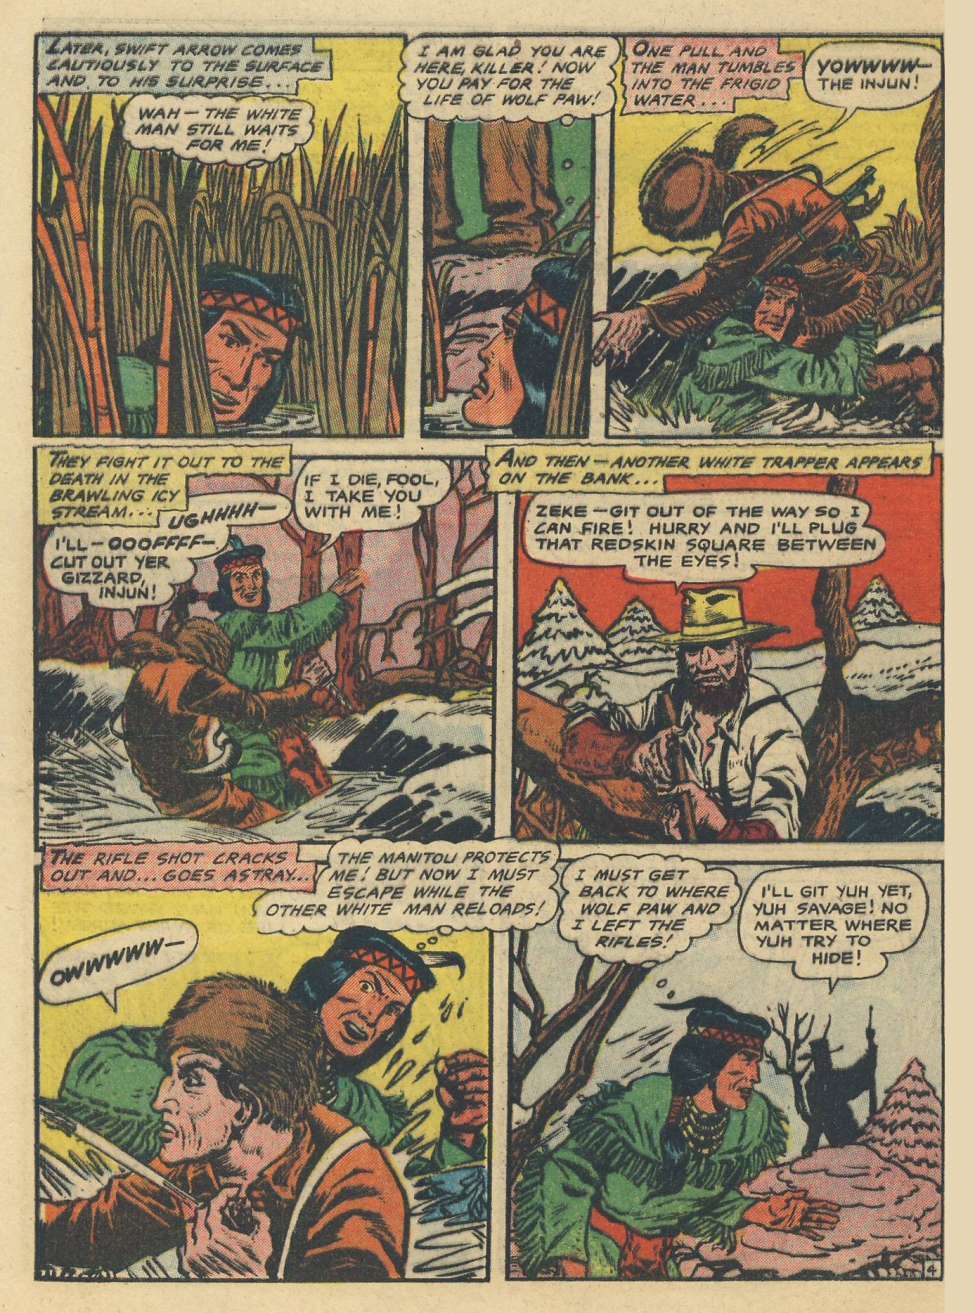 LATER, SWIFT ARROW COMES
CAUTIOUSLY TO THE SURFACE
AND TO HIS SURPRISE...
WAH — THE WHITE
MAN STILL WAITS
FOR ME!
I AM GLAD YOU ARE
HERE, KILLER! NOW
YOU PAY FOR THE
LIFE OF WOLF PAW!
ONE PULL AND
THE MAN TUMBLES
INTO THE FRIGID
WATER...
YOWWWW—
THE INJUN!
THEY FIGHT IT OUT TO THE
DEATH IN THE
BRAWLING ICY
STREAM...
UGHHHH—
I'LL — OOOFFFF—
CUT OUT YER
GIZZARD,
INJUN!
IF I DIE, FOOL,
I TAKE YOU
WITH ME!
AND THEN — ANOTHER WHITE TRAPPER APPEARS
ON THE BANK...
ZEKE — GIT OUT OF THE WAY SO I
CAN FIRE! HURRY AND I'LL PLUG
THAT REDSKIN SQUARE BETWEEN
THE EYES!
THE RIFLE SHOT CRACKS
OUT AND... GOES ASTRAY...
THE MANITOU PROTECTS
ME! BUT NOW I MUST
ESCAPE WHILE THE
OTHER WHITE MAN RELOADS!
OWWWWW—
I MUST GET
BACK TO WHERE
WOLF PAW AND
I LEFT THE
RIFLES!
I'LL GIT YUH YET,
YUH SAVAGE! NO
MATTER WHERE
YUH TRY TO
HIDE!
4